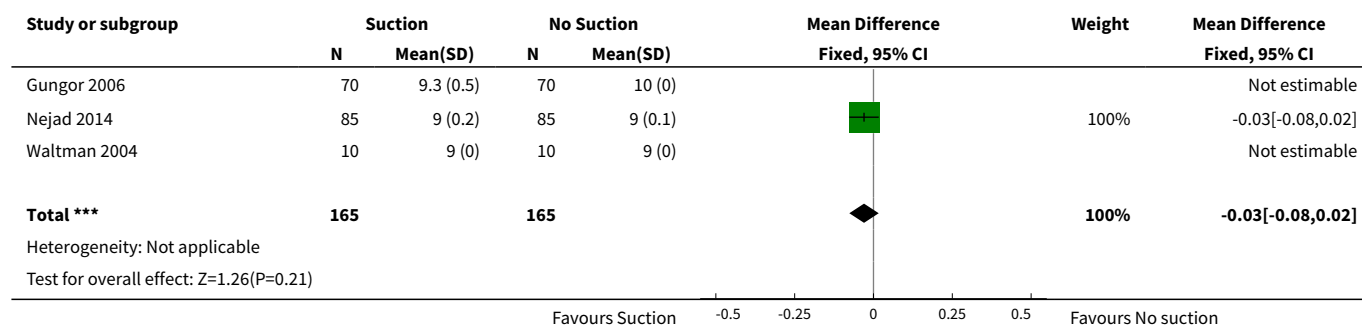 Study or subgroup Suction No Suction Mean Difference Weight Mean Difference
N Mean(SD) N Mean(SD) Fixed, 95% CI Fixed, 95% CI
Gungor 2006 70 9.3 (0.5) 70 10 (0) Not estimable
Nejad 2014 85 9 (0.2) 85 9 (0.1) 100% -0.03[-0.08,0.02]
Waltman 2004 10 9 (0) 10 9 (0) Not estimable
Total *** 165 165 100% -0.03[-0.08,0.02]
Heterogeneity: Not applicable
Test for overall effect: Z=1.26(P=0.21)
Favours Suction -0.5 -0.25 0 0.25 0.5 Favours No suction